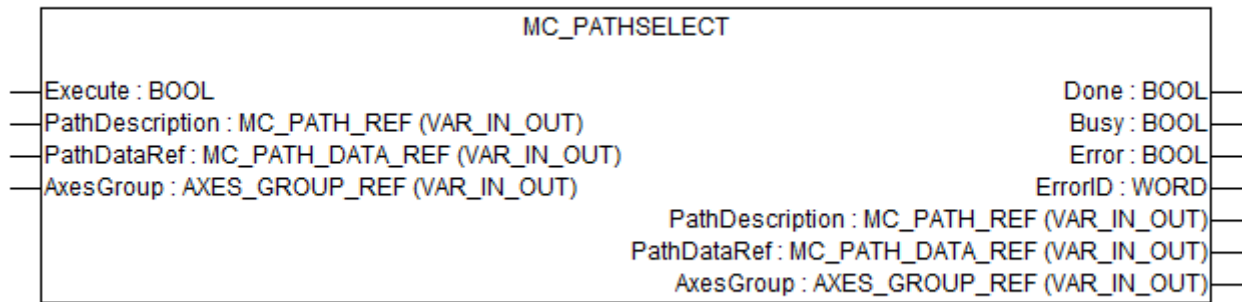 MC_PATHSELECT
Execute : BOOL
Done : BOOL
PathDescription : MC_PATH_REF (VAR_IN_OUT)
Busy : BOOL
PathDataRef : MC_PATH_DATA_REF (VAR_IN_OUT)
Error : BOOL
AxesGroup : AXES_GROUP_REF (VAR_IN_OUT)
ErrorID : WORD
PathDescription : MC_PATH_REF (VAR_IN_OUT)
PathDataRef : MC_PATH_DATA_REF (VAR_IN_OUT)
AxesGroup : AXES_GROUP_REF (VAR_IN_OUT)